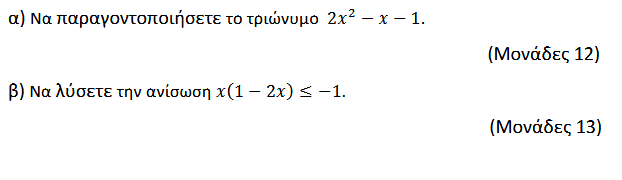 α) Να παραγοντοποιήσετε το τριώνυμο 2x² − x − 1.
(Μονάδες 12)
β) Να λύσετε την ανίσωση x(1 − 2x) ≤ −1.
(Μονάδες 13)